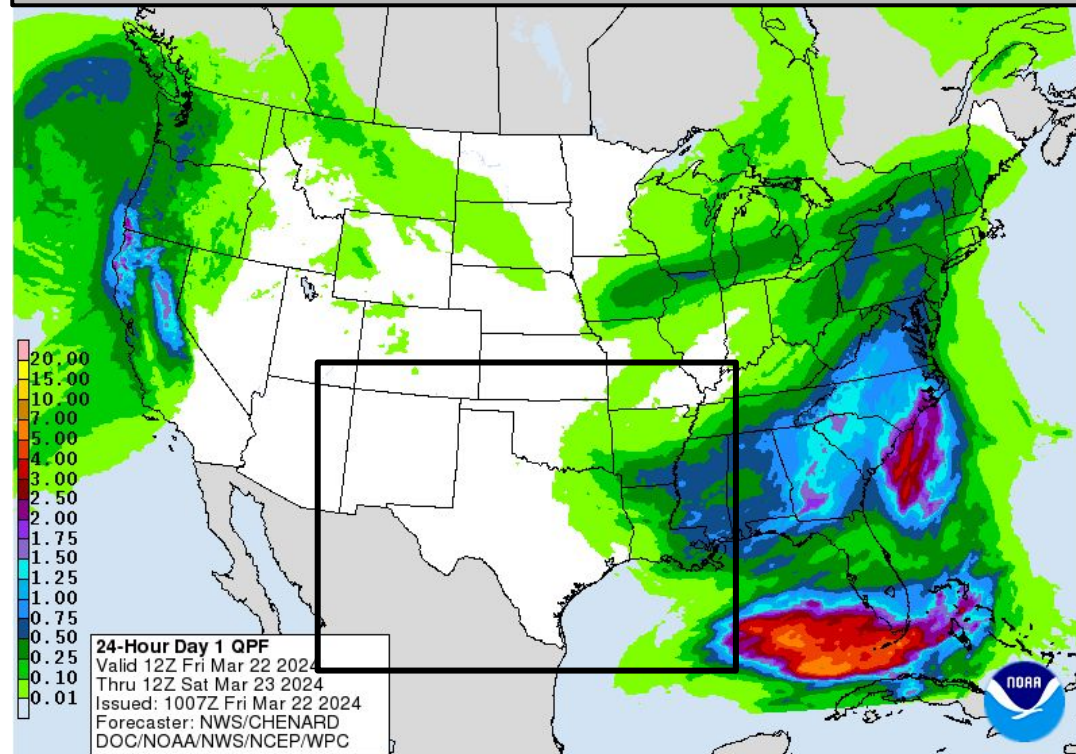 20.00
15.00
10.00
7.00
5.00
4.00
3.00
2.50
2.00
1.75
1.50
1.25
1.00
0.75
0.50
0.25
0.10
0.01
24-Hour Day 1 QPF
Valid 12Z Fri Mar 22 2024
Thru 12Z Sat Mar 23 2024
Issued: 1007Z Fri Mar 22 2024
Forecaster: NWS/CHENARD
DOC/NOAA/NWS/NCEP/WPC
NOAA